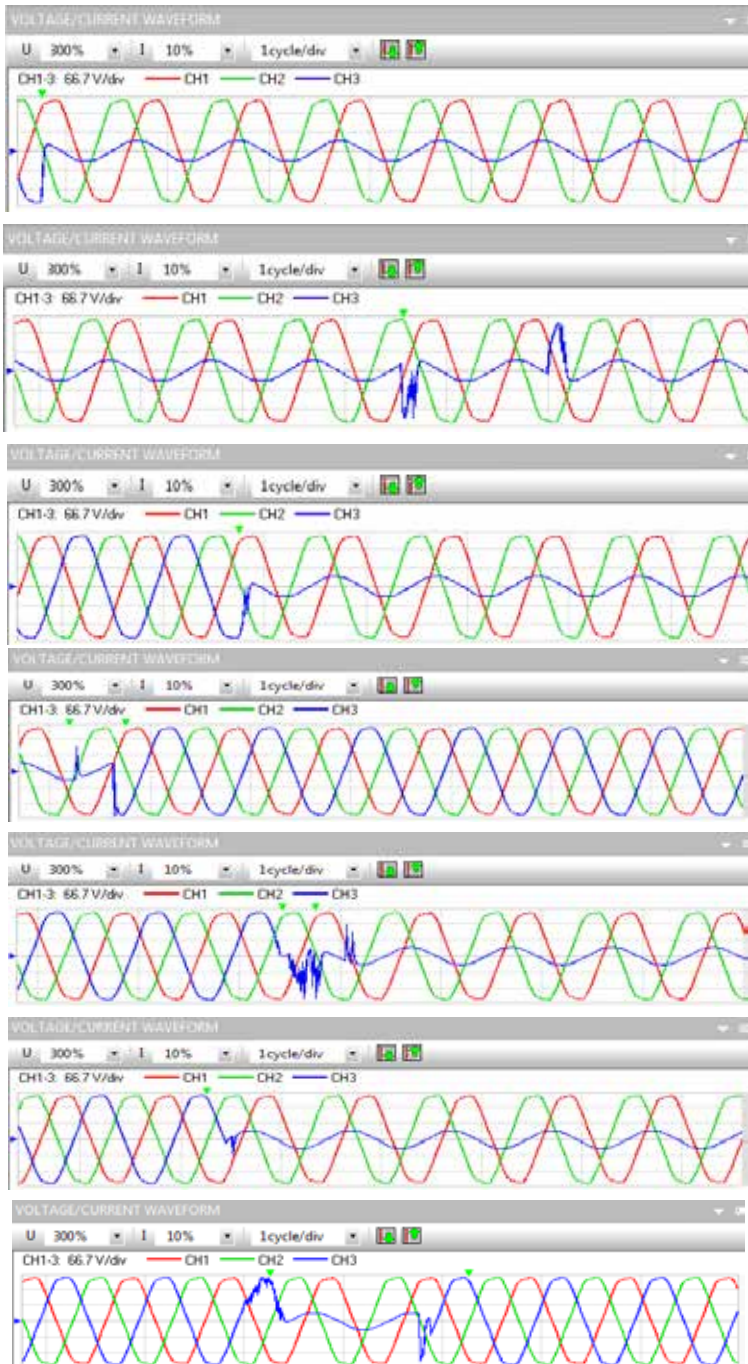 VOLTAGE/CURRENT WAVEFORM
U 300% I 10% 1cycle/div
CH1-3: 66.7 V/div CH1 CH2 CH3
VOLTAGE/CURRENT WAVEFORM
U 300% I 10% 1cycle/div
CH1-3: 66.7 V/div CH1 CH2 CH3
VOLTAGE/CURRENT WAVEFORM
U 300% I 10% 1cycle/div
CH1-3: 66.7 V/div CH1 CH2 CH3
VOLTAGE/CURRENT WAVEFORM
U 300% I 10% 1cycle/div
CH1-3: 66.7 V/div CH1 CH2 CH3
VOLTAGE/CURRENT WAVEFORM
U 300% I 10% 1cycle/div
CH1-3: 66.7 V/div CH1 CH2 CH3
VOLTAGE/CURRENT WAVEFORM
U 300% I 10% 1cycle/div
CH1-3: 66.7 V/div CH1 CH2 CH3
VOLTAGE/CURRENT WAVEFORM
U 300% I 10% 1cycle/div
CH1-3: 66.7 V/div CH1 CH2 CH3